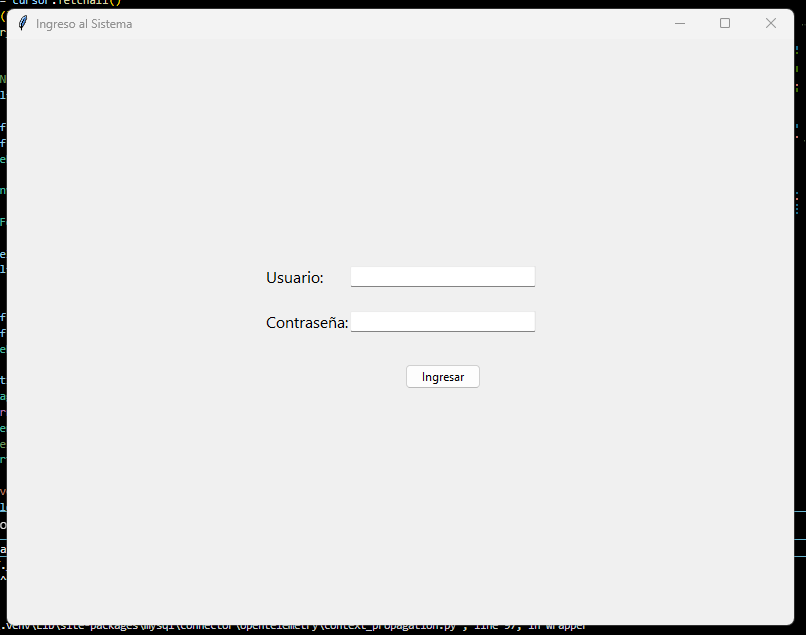 = cursor.fetchall()
Ingreso al Sistema
Usuario:
Contraseña:
Ingresar
.venv\Lib\site-packages\mysql\connector\opentelemetry\context_propagation.py", line 97, in wrapper